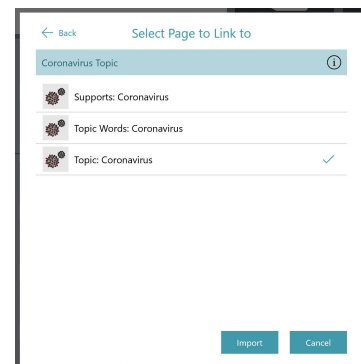 Back
Select Page to Link to
Coronavirus Topic
Supports: Coronavirus
Topic Words: Coronavirus
Topic: Coronavirus
Import
Cancel